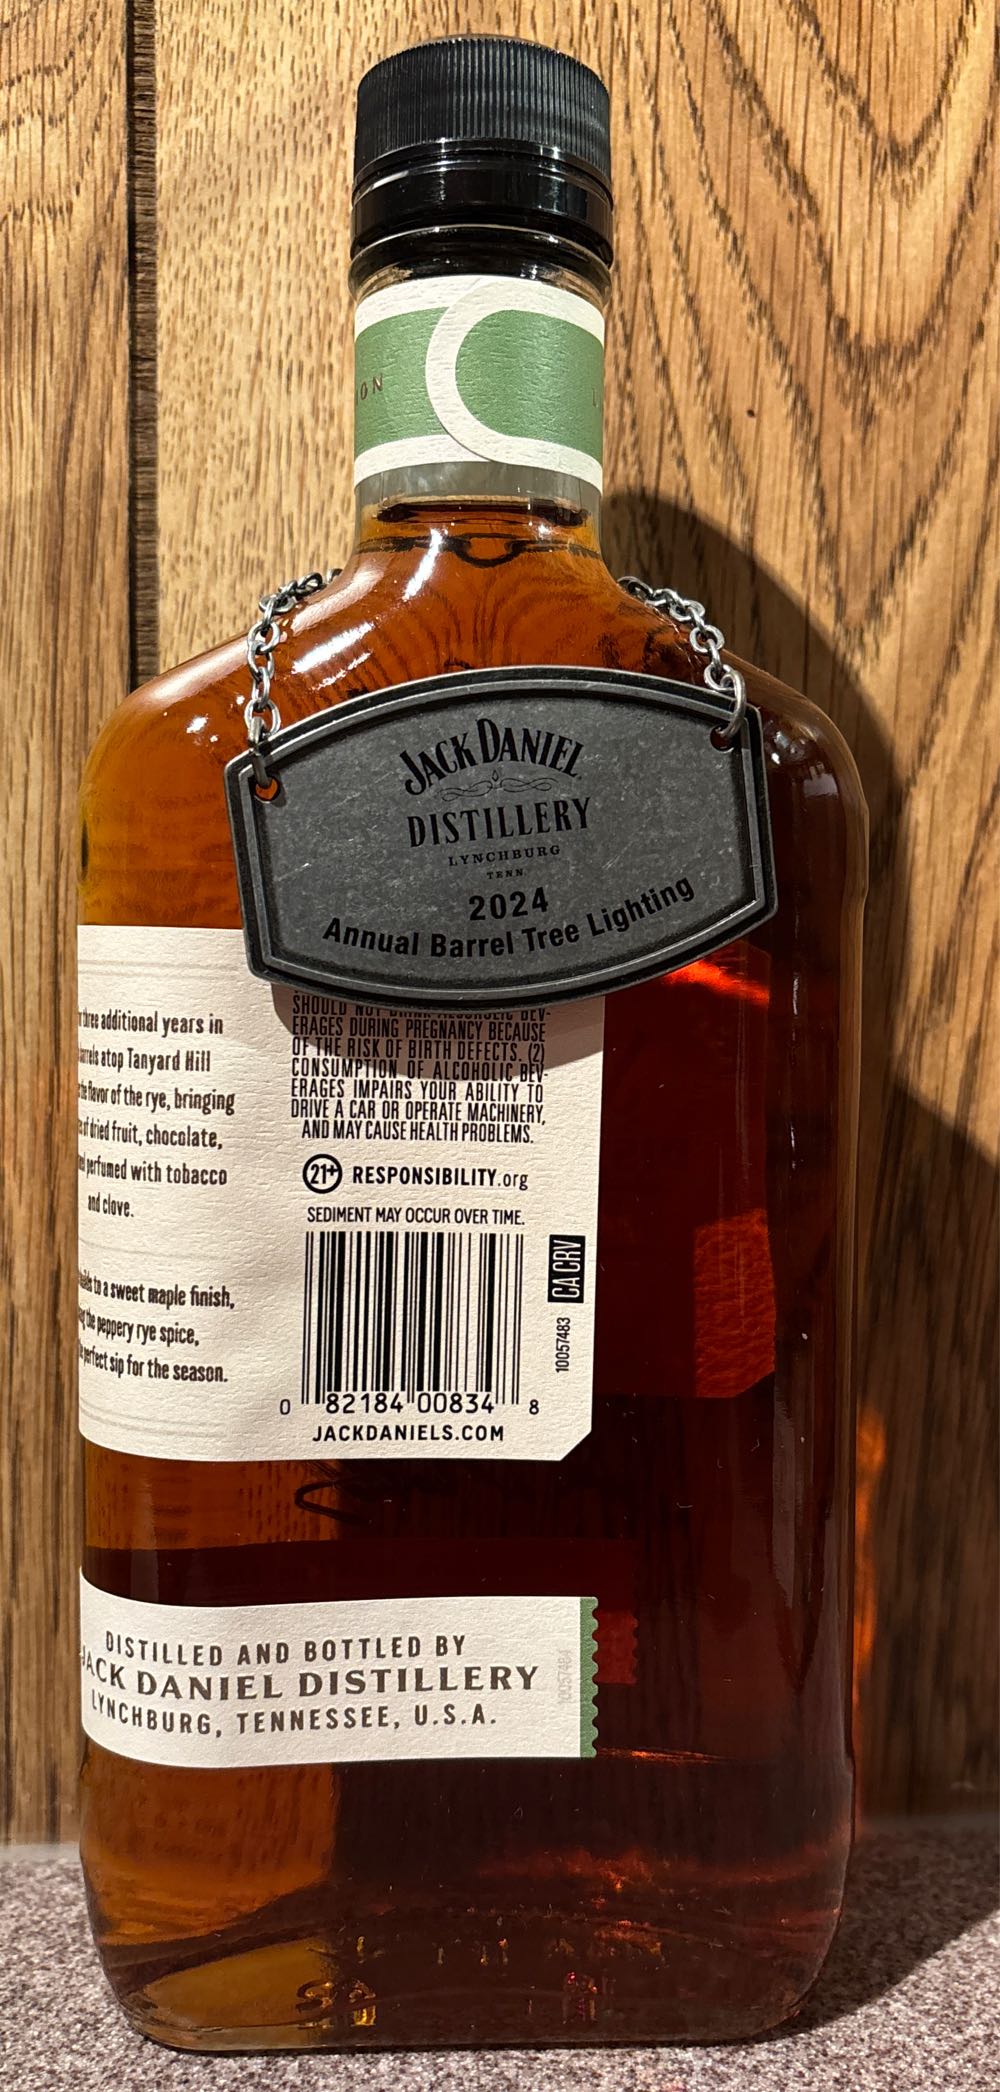 JACK DANIEL
DISTILLERY
LYNCHBURG
TENN.
2024
Annual Barrel Tree Lighting
three additional years in
atop Tanyard Hill
flavor of the rye, bringing
of dried fruit, chocolate,
perfumed with tobacco
and clove.
to a sweet maple finish,
the peppery rye spice,
perfect sip for the season.
SHOULD NOT DRINK ALCOHOLIC BEV-
ERAGES DURING PREGNANCY BECAUSE
OF THE RISK OF BIRTH DEFECTS. (2)
CONSUMPTION OF ALCOHOLIC BEV-
ERAGES IMPAIRS YOUR ABILITY TO
DRIVE A CAR OR OPERATE MACHINERY,
AND MAY CAUSE HEALTH PROBLEMS.
21+ RESPONSIBILITY.org
SEDIMENT MAY OCCUR OVER TIME.
CA CRV
10057483
0 82184 00834 8
JACKDANIELS.COM
DISTILLED AND BOTTLED BY
JACK DANIEL DISTILLERY
LYNCHBURG, TENNESSEE, U.S.A.
10057484